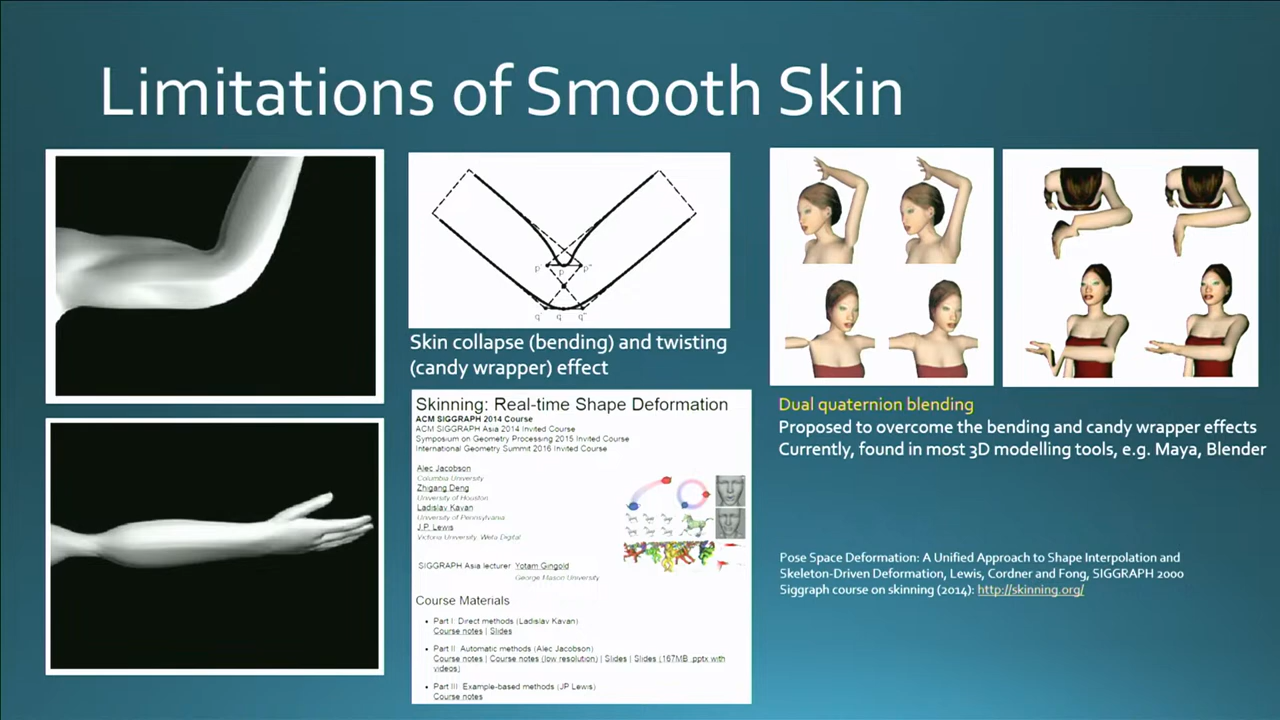 Limitations of Smooth Skin
p⁻ p p⁺
q⁻ q q⁺
Skin collapse (bending) and twisting
(candy wrapper) effect
Skinning: Real-time Shape Deformation
ACM SIGGRAPH 2014 Course
ACM SIGGRAPH Asia 2014 Invited Course
Symposium on Geometry Processing 2015 Invited Course
International Geometry Summit 2016 Invited Course
Alec Jacobson
Columbia University
Zhigang Deng
University of Houston
Ladislav Kavan
University of Pennsylvania
J.P. Lewis
Victoria University, Weta Digital
SIGGRAPH Asia lecturer Yotam Gingold
George Mason University
Course Materials
• Part I: Direct methods (Ladislav Kavan)
Course notes | Slides
• Part II: Automatic methods (Alec Jacobson)
Course notes | Course notes (low resolution) | Slides | Slides (167MB .pptx with
videos)
• Part III: Example-based methods (JP Lewis)
Course notes
Dual quaternion blending
Proposed to overcome the bending and candy wrapper effects
Currently, found in most 3D modelling tools, e.g. Maya, Blender
Pose Space Deformation: A Unified Approach to Shape Interpolation and
Skeleton-Driven Deformation, Lewis, Cordner and Fong, SIGGRAPH 2000
Siggraph course on skinning (2014): http://skinning.org/